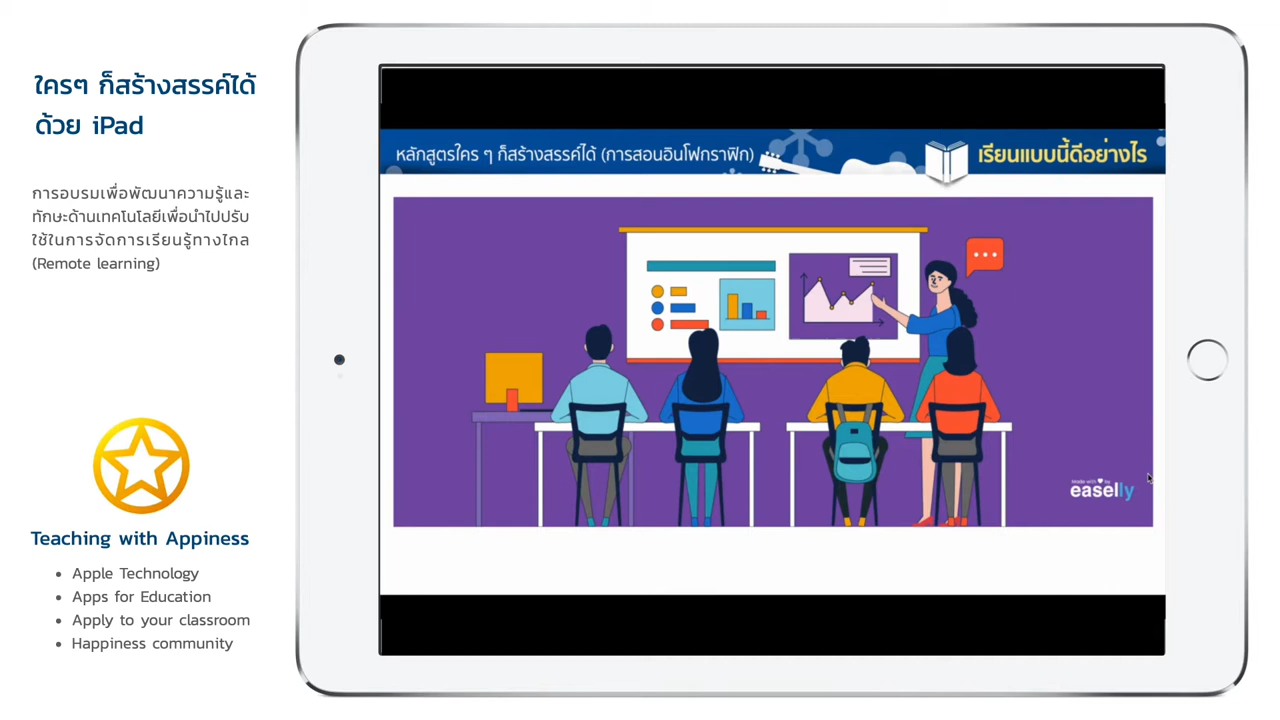 ใครๆ ก็สร้างสรรค์ได้
ด้วย iPad
การอบรมเพื่อพัฒนาความรู้และ
ทักษะด้านเทคโนโลยีเพื่อนำไปปรับ
ใช้ในการจัดการเรียนรู้ทางไกล
(Remote learning)
Teaching with Appiness
Apple Technology
Apps for Education
Apply to your classroom
Happiness community
หลักสูตรใคร ๆ ก็สร้างสรรค์ได้ (การสอนอินโฟกราฟิก)
เรียนแบบนี้ดีอย่างไร
Made with by
easelly